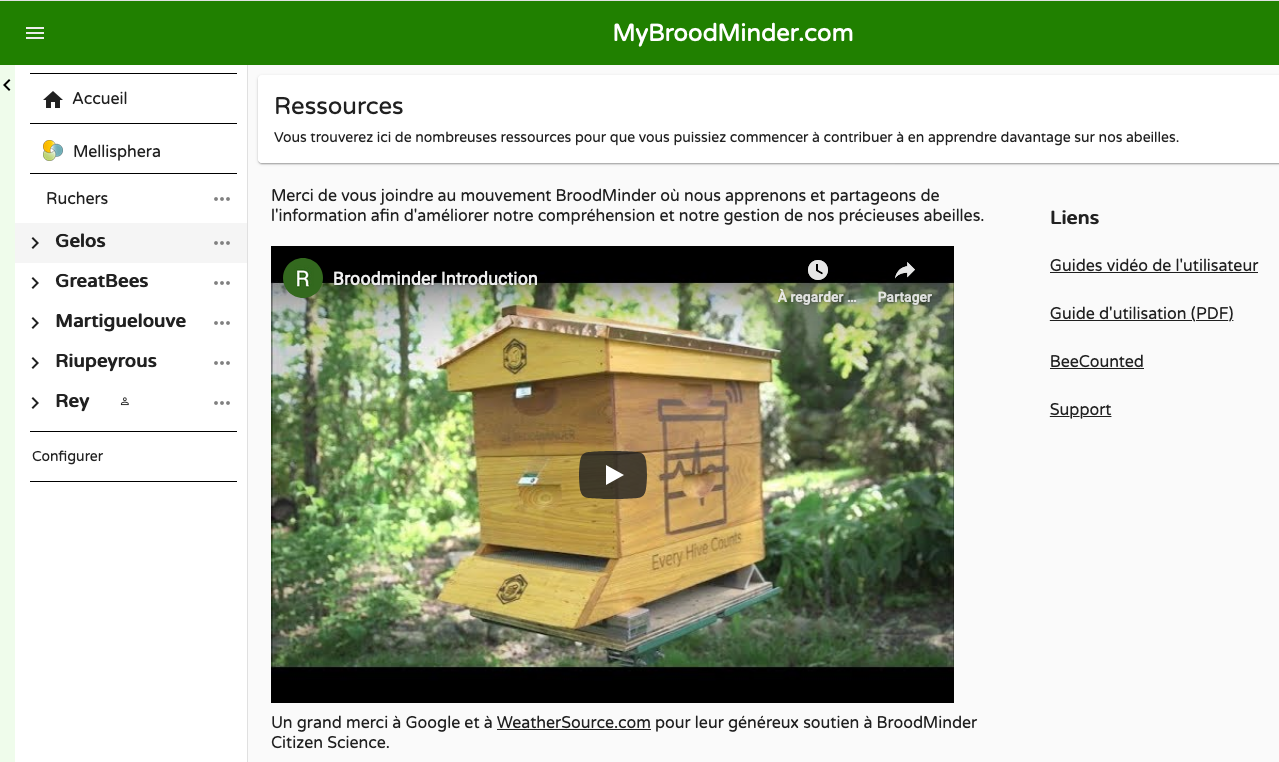 MyBroodMinder.com
Accueil
Mellisphera
Ruchers
Gelos
GreatBees
Martiguelouve
Riupeyrous
Rey
Configurer
Ressources
Vous trouverez ici de nombreuses ressources pour que vous puissiez commencer à contribuer à en apprendre davantage sur nos abeilles.
Merci de vous joindre au mouvement BroodMinder où nous apprenons et partageons de
l'information afin d'améliorer notre compréhension et notre gestion de nos précieuses abeilles.
R
Broodminder Introduction
À regarder ...
Partager
BROODMINDER
Every Hive Counts
Un grand merci à Google et à WeatherSource.com pour leur généreux soutien à BroodMinder
Citizen Science.
Liens
Guides vidéo de l'utilisateur
Guide d'utilisation (PDF)
BeeCounted
Support